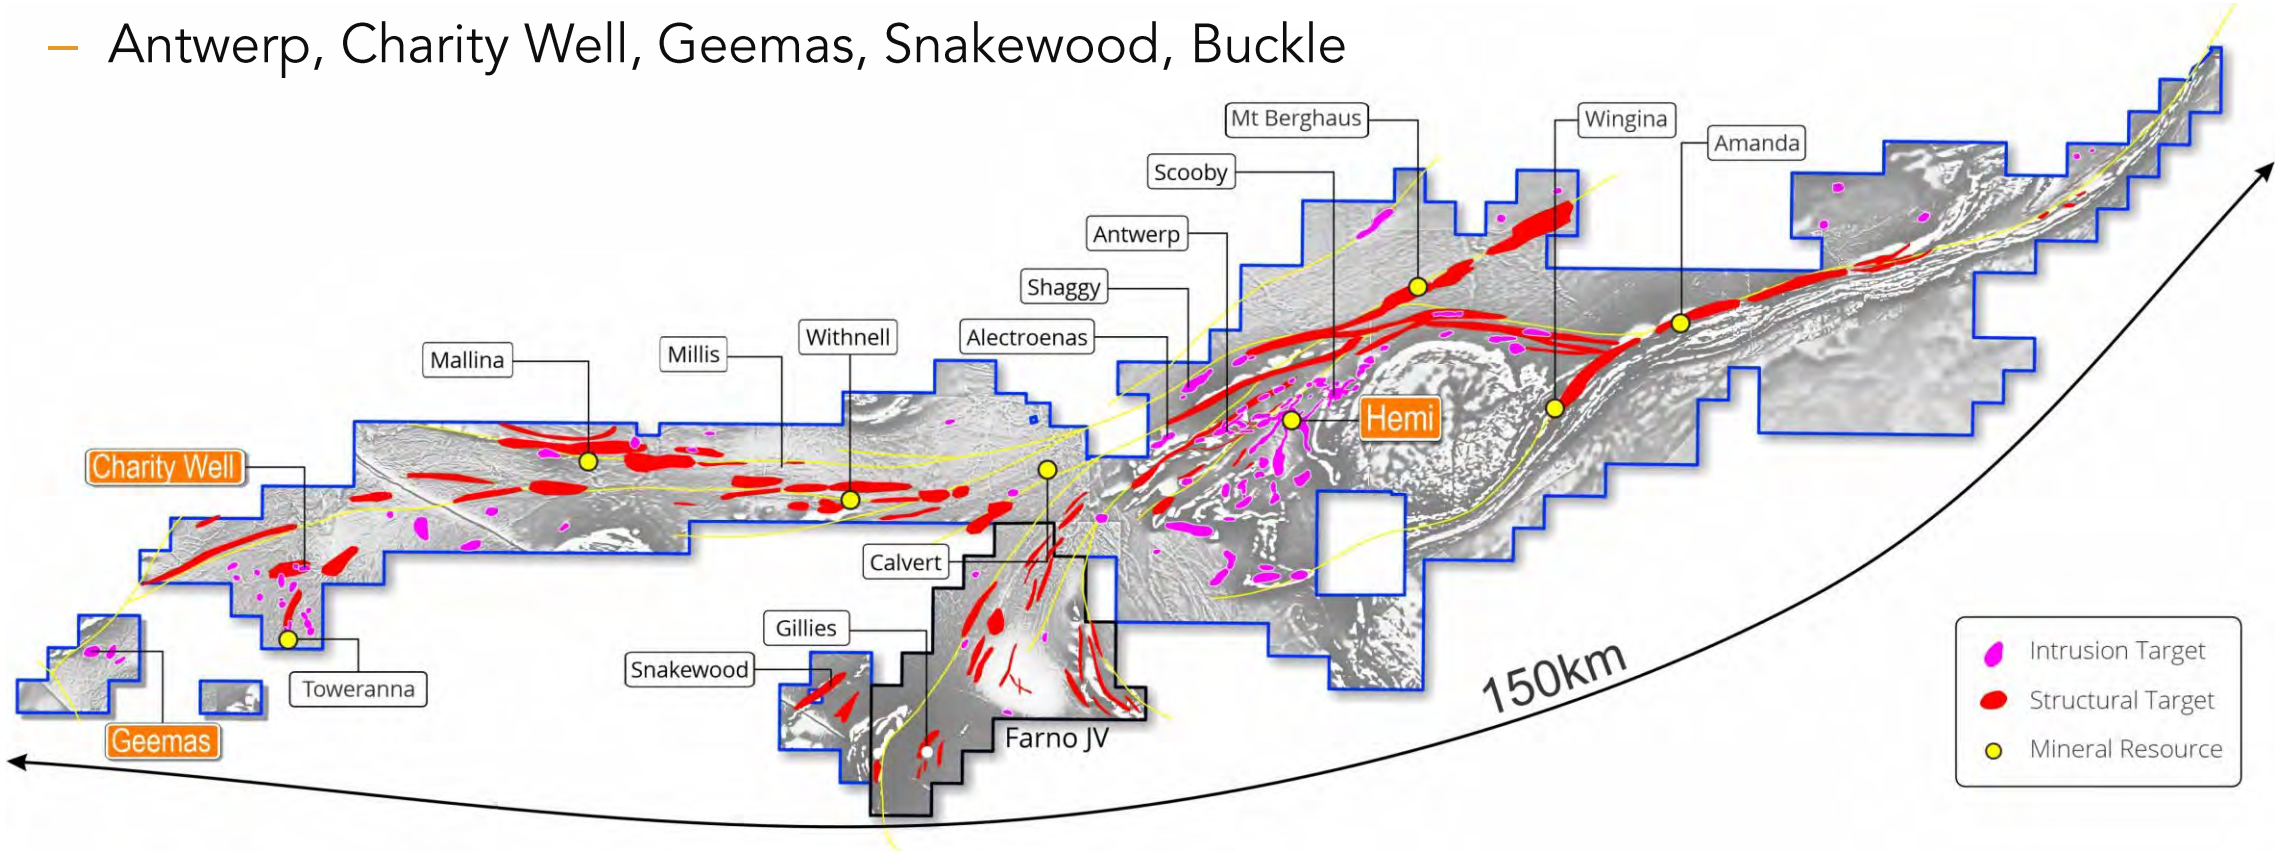 – Antwerp, Charity Well, Geemas, Snakewood, Buckle
Mt Berghaus
Wingina
Amanda
Scooby
Antwerp
Shaggy
Alectroenas
Withnell
Millis
Mallina
Hemi
Charity Well
Calvert
Gillies
Snakewood
Toweranna
Geemas
Farno JV
150km
Intrusion Target
Structural Target
Mineral Resource